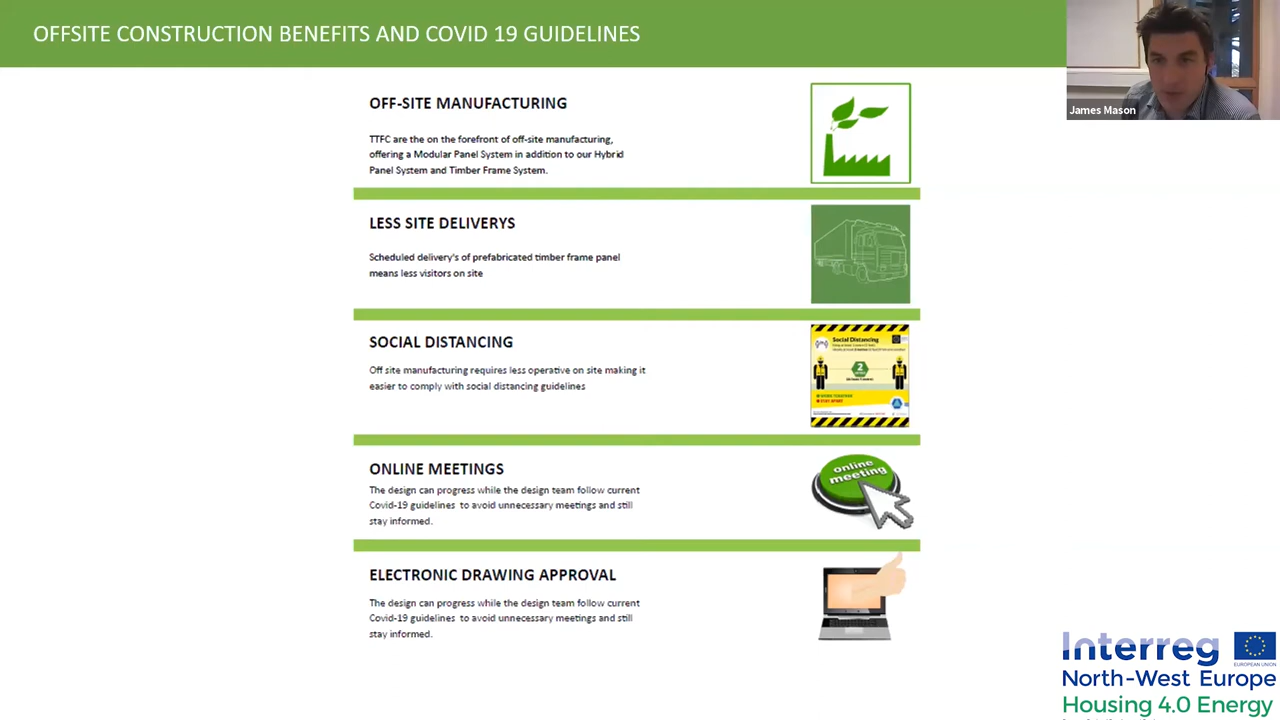 OFFSITE CONSTRUCTION BENEFITS AND COVID 19 GUIDELINES
James Mason
OFF-SITE MANUFACTURING
TTFC are the on the forefront of off-site manufacturing,
offering a Modular Panel System in addition to our Hybrid
Panel System and Timber Frame System.
LESS SITE DELIVERYS
Scheduled delivery's of prefabricated timber frame panel
means less visitors on site
SOCIAL DISTANCING
Off site manufacturing requires less operative on site making it
easier to comply with social distancing guidelines
Social Distancing
2
ONLINE MEETINGS
The design can progress while the design team follow current
Covid-19 guidelines to avoid unnecessary meetings and still
stay informed.
online
meeting
ELECTRONIC DRAWING APPROVAL
The design can progress while the design team follow current
Covid-19 guidelines to avoid unnecessary meetings and still
stay informed.
Interreg
EUROPEAN UNION
North-West Europe
Housing 4.0 Energy